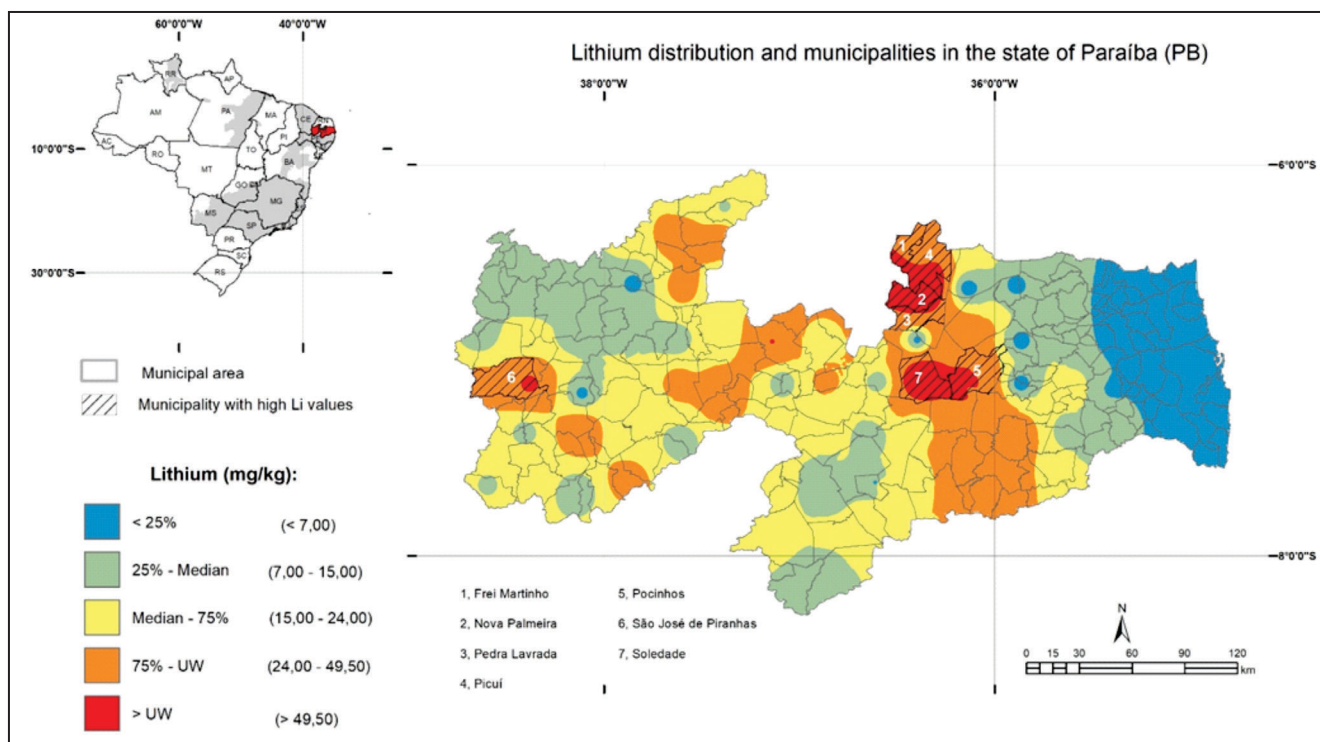 60°0'0"W 40°0'0"W
Lithium distribution and municipalities in the state of Paraíba (PB)
38°0'0"W 36°0'0"W
RR AP
AM PA MA CE RN
PI
AC RO TO
10°0'0"S
MT BA
GO
MG
MS
SP
PR
SC
RS
30°0'0"S
6°0'0"S
1
4
2
3
6 7 5
Municipal area
Municipality with high Li values
Lithium (mg/kg):
< 25% (< 7,00)
25% - Median (7,00 - 15,00)
Median - 75% (15,00 - 24,00)
75% - UW (24,00 - 49,50)
> UW (> 49,50)
8°0'0"S
1, Frei Martinho 5, Pocinhos
2, Nova Palmeira 6, São José de Piranhas
3, Pedra Lavrada 7, Soledade
4, Picuí
N
0 15 30 60 90 120
km